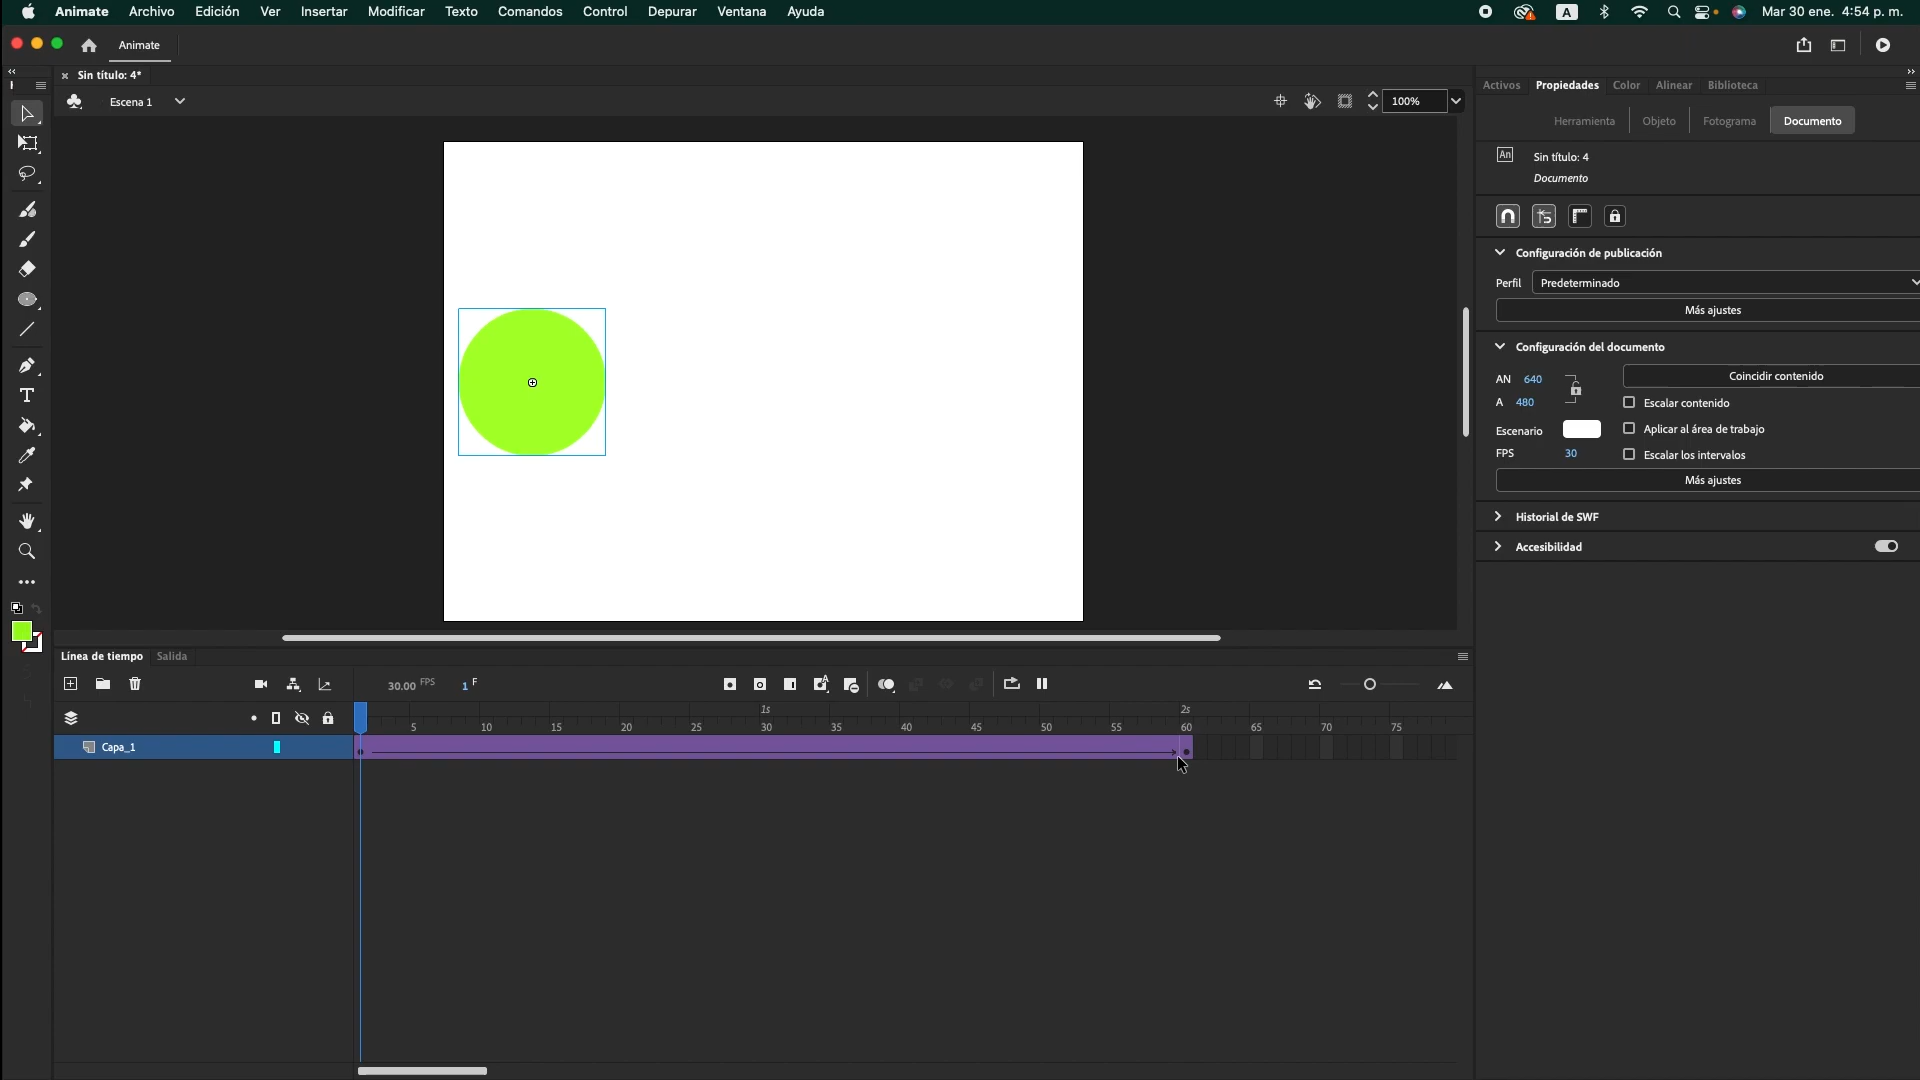 Animate Archivo Edición Ver Insertar Modificar Texto Comandos Control Depurar Ventana Ayuda A Mar 30 ene. 4:54 p. m.
Animate
× Sin título: 4*
Activos Propiedades Color Alinear Biblioteca
Escena 1 100%
Herramienta Objeto Fotograma Documento
An Sin título: 4
Documento
Configuración de publicación
Perfil Predeterminado
Más ajustes
Configuración del documento
AN 640 Coincidir contenido
A 480 Escalar contenido
Escenario Aplicar al área de trabajo
FPS 30 Escalar los intervalos
Más ajustes
Historial de SWF
Accesibilidad
T
Línea de tiempo Salida
30.00 FPS 1 F
1s 2s
5 10 15 20 25 30 35 40 45 50 55 60 65 70 75
Capa_1